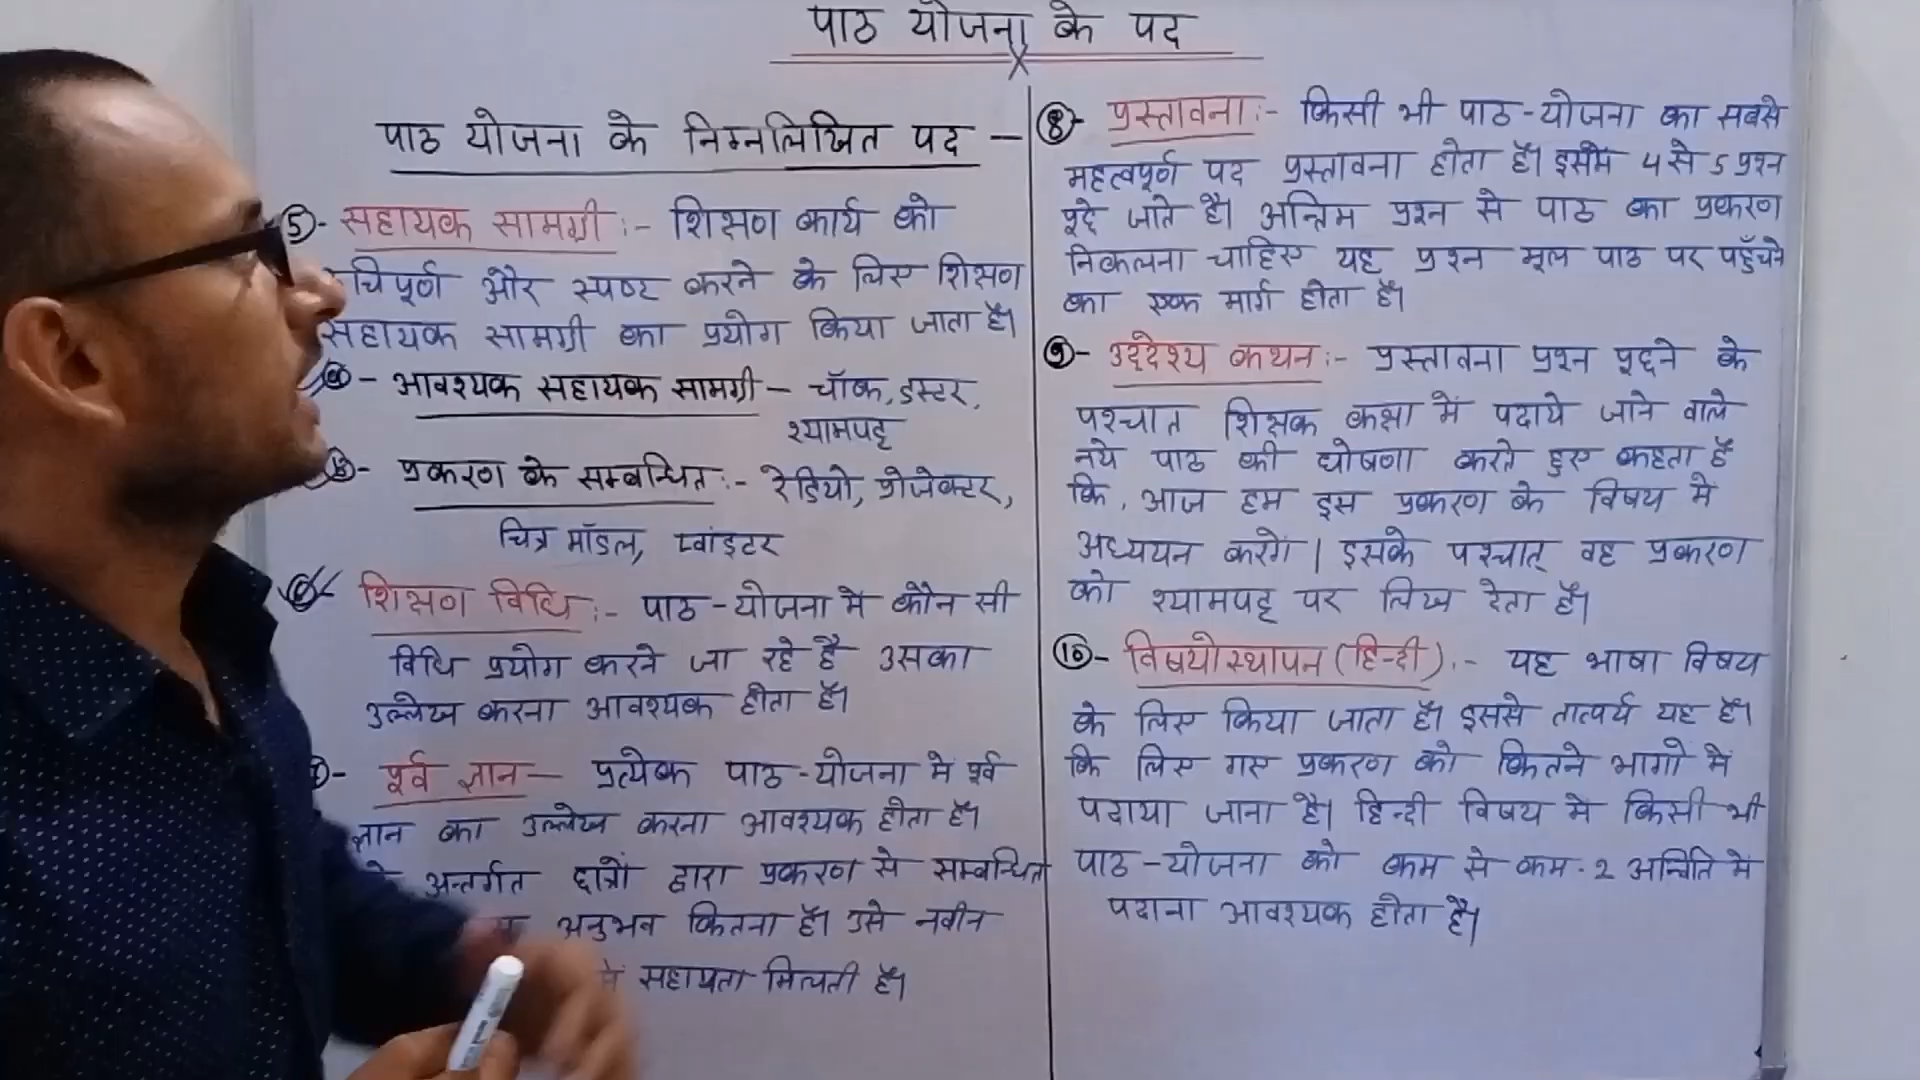 पाठ योजना के पद
पाठ योजना के निम्नलिखित पद —
5- सहायक सामग्री :- शिक्षण कार्य को
चिपूर्ण और स्पष्ट करने के लिए शिक्षण
सहायक सामग्री का प्रयोग किया जाता है।
a - आवश्यक सहायक सामग्री - चॉक, डस्टर,
श्यामपट्ट
b- प्रकरण के सम्बन्धित :- रेडियो, प्रोजेक्टर,
चित्र मॉडल, प्वांइटर
शिक्षण विधि :- पाठ-योजना मे कौन सी
विधि प्रयोग करने जा रहे है उसका
उल्लेख करना आवश्यक होता है।
- पूर्व ज्ञान — प्रत्येक पाठ-योजना मे पूर्व
ज्ञान का उल्लेख करना आवश्यक होता है।
अन्तर्गत छात्रों द्वारा प्रकरण से सम्बन्धित
अनुभव कितना है। उसे नवीन
में सहायता मिलती है।
8- प्रस्तावना :- किसी भी पाठ-योजना का सबसे
महत्वपूर्ण पद प्रस्तावना होता है। इसमें 4 से 5 प्रश्न
पूछे जाते है। अन्तिम प्रश्न से पाठ का प्रकरण
निकलना चाहिए यह प्रश्न मूल पाठ पर पहुँचने
का एक मार्ग होता है।
9- उद्देश्य कथन :- प्रस्तावना प्रश्न पूछने के
पश्चात शिक्षक कक्षा में पढाये जाने वाले
नये पाठ की घोषणा करते हुए कहता है
कि, आज हम इस प्रकरण के विषय मे
अध्ययन करेगें। इसके पश्चात् वह प्रकरण
को श्यामपट्ट पर लिख देता है।
10- विषयोस्थापन (हिन्दी) :- यह भाषा विषय
के लिए किया जाता है। इससे तात्पर्य यह है।
कि लिए गए प्रकरण को कितने भागो में
पढाया जाना है। हिन्दी विषय मे किसी भी
पाठ-योजना को कम से कम - 2 अन्विति मे
पढाना आवश्यक होता है।